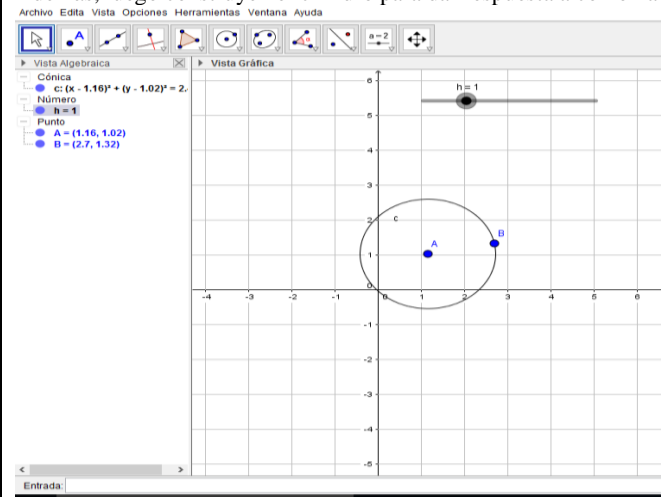 Archivo Edita Vista Opciones Herramientas Ventana Ayuda
A
α
a=2
Vista Algebraica
Vista Gráfica
Cónica
c: (x - 1.16)² + (y - 1.02)² = 2.
Número
h = 1
Punto
A = (1.16, 1.02)
B = (2.7, 1.32)
h = 1
6
5
4
3
2
c
B
A
1
0
-4 -3 -2 -1 0 1 2 3 4 5 6
-1
-2
-3
-4
-5
Entrada: